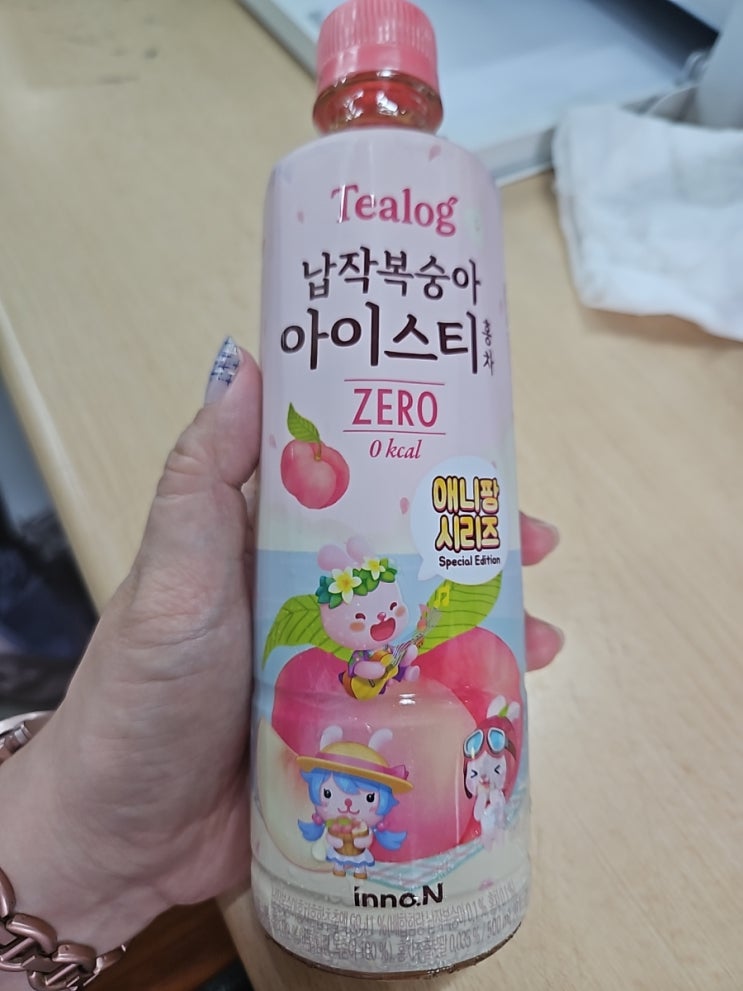 Tealog
납작복숭아
아이스티
홍차
ZERO
0 kcal
애니팡
시리즈
Special Edition
inno.N